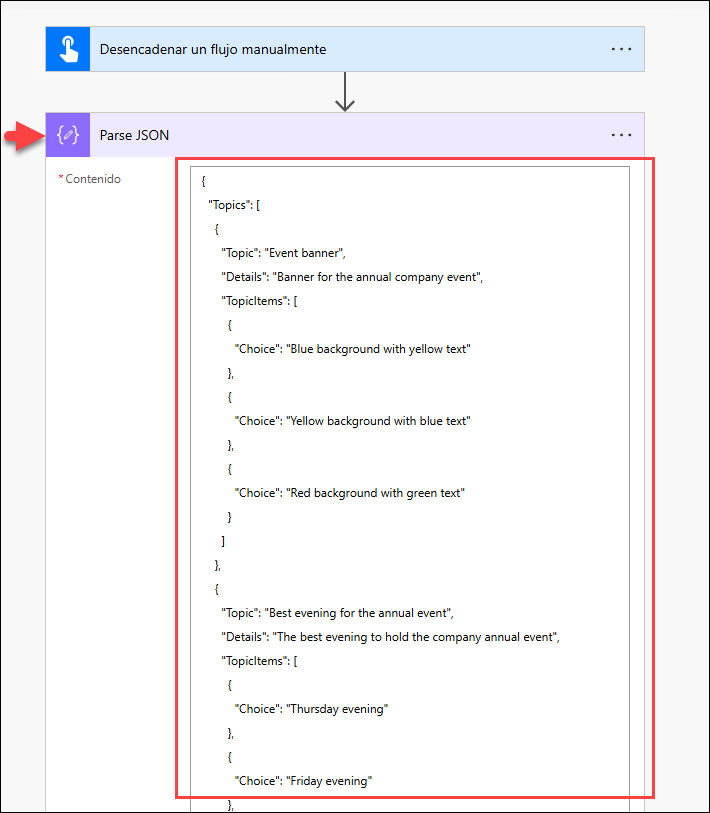 Desencadenar un flujo manualmente
Parse JSON
*Contenido
{
"Topics": [
{
"Topic": "Event banner",
"Details": "Banner for the annual company event",
"TopicItems": [
{
"Choice": "Blue background with yellow text"
},
{
"Choice": "Yellow background with blue text"
},
{
"Choice": "Red background with green text"
}
]
},
{
"Topic": "Best evening for the annual event",
"Details": "The best evening to hold the company annual event",
"TopicItems": [
{
"Choice": "Thursday evening"
},
{
"Choice": "Friday evening"
},